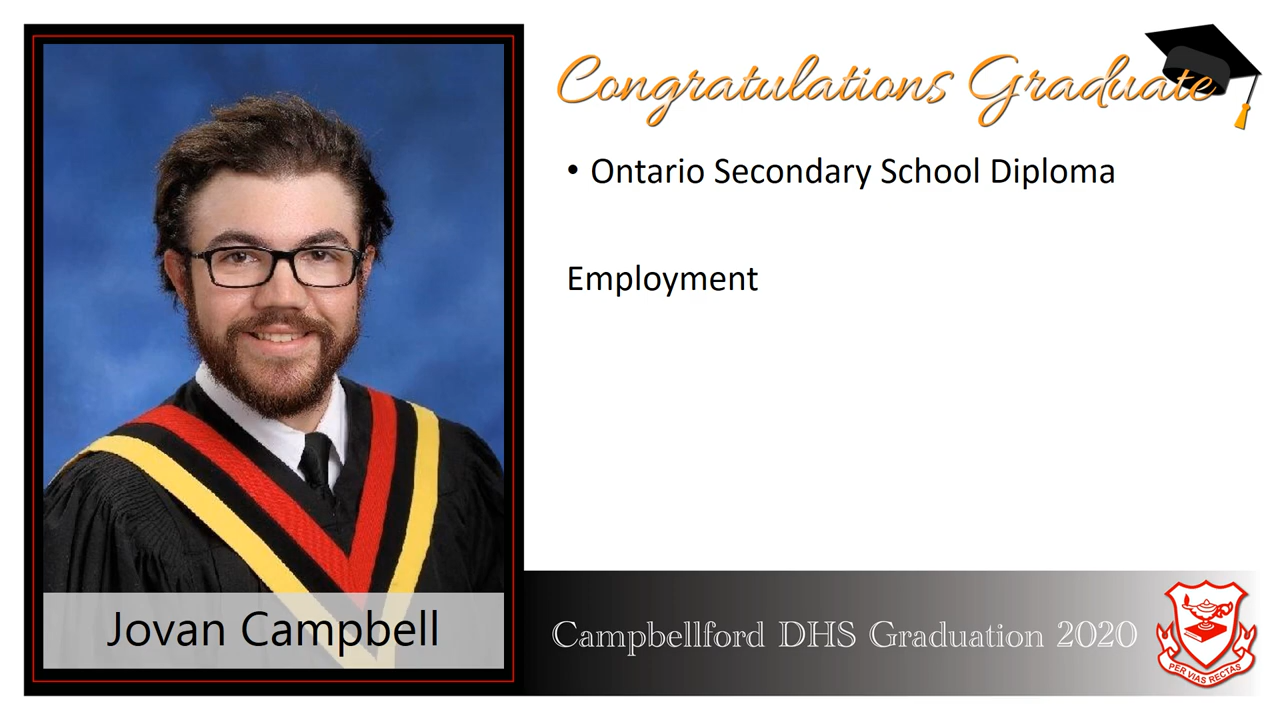 Congratulations Graduate
• Ontario Secondary School Diploma
Employment
Jovan Campbell
Campbellford DHS Graduation 2020
PER VIAS RECTAS